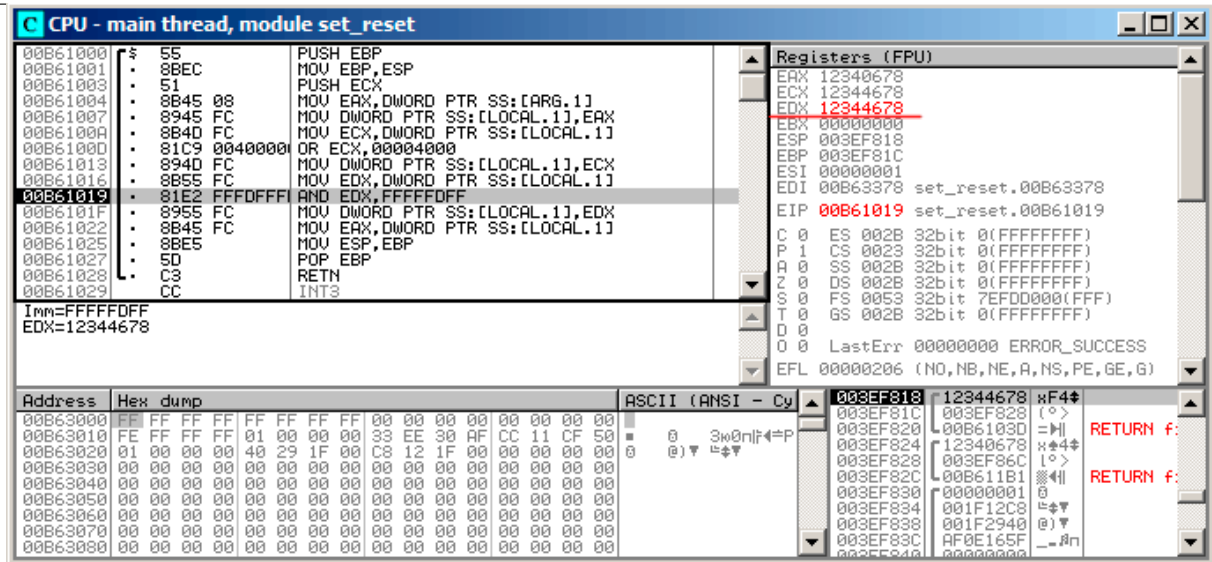 CPU - main thread, module set_reset
00B61000 $ 55 PUSH EBP
00B61001 · 8BEC MOV EBP,ESP
00B61003 · 51 PUSH ECX
00B61004 · 8B45 08 MOV EAX,DWORD PTR SS:[ARG.1]
00B61007 · 8945 FC MOV DWORD PTR SS:[LOCAL.1],EAX
00B6100A · 8B4D FC MOV ECX,DWORD PTR SS:[LOCAL.1]
00B6100D · 81C9 00400000 OR ECX,00004000
00B61013 · 894D FC MOV DWORD PTR SS:[LOCAL.1],ECX
00B61016 · 8B55 FC MOV EDX,DWORD PTR SS:[LOCAL.1]
00B61019 · 81E2 FFFDFFF AND EDX,FFFFFDFF
00B6101F · 8955 FC MOV DWORD PTR SS:[LOCAL.1],EDX
00B61022 · 8B45 FC MOV EAX,DWORD PTR SS:[LOCAL.1]
00B61025 · 8BE5 MOV ESP,EBP
00B61027 · 5D POP EBP
00B61028 · C3 RETN
00B61029 CC INT3
Imm=FFFFFDFF
EDX=12344678
Registers (FPU)
EAX 12340678
ECX 12344678
EDX 12344678
EBX 00000000
ESP 003EF818
EBP 003EF81C
ESI 00000001
EDI 00B63378 set_reset.00B63378
EIP 00B61019 set_reset.00B61019
C 0 ES 002B 32bit 0(FFFFFFFF)
P 1 CS 0023 32bit 0(FFFFFFFF)
A 0 SS 002B 32bit 0(FFFFFFFF)
Z 0 DS 002B 32bit 0(FFFFFFFF)
S 0 FS 0053 32bit 7EFDD000(FFF)
T 0 GS 002B 32bit 0(FFFFFFFF)
D 0
O 0 LastErr 00000000 ERROR_SUCCESS
EFL 00000206 (NO,NB,NE,A,NS,PE,GE,G)
Address Hex dump ASCII (ANSI - Cy
00B63000 FF FF FF FF FF FF FF FF 00 00 00 00 00 00 00 00
00B63010 FE FF FF FF 01 00 00 00 33 EE 30 AF CC 11 CF 50
00B63020 01 00 00 00 40 29 1F 00 C8 12 1F 00 00 00 00 00
00B63030 00 00 00 00 00 00 00 00 00 00 00 00 00 00 00 00
00B63040 00 00 00 00 00 00 00 00 00 00 00 00 00 00 00 00
00B63050 00 00 00 00 00 00 00 00 00 00 00 00 00 00 00 00
00B63060 00 00 00 00 00 00 00 00 00 00 00 00 00 00 00 00
00B63070 00 00 00 00 00 00 00 00 00 00 00 00 00 00 00 00
00B63080 00 00 00 00 00 00 00 00 00 00 00 00 00 00 00 00
003EF818 12344678 xF4‡
003EF81C 003EF828
003EF820 00B6103D RETURN f
003EF824 12340678 x♠4‡
003EF828 003EF86C
003EF82C 00B611B1 RETURN f
003EF830 00000001
003EF834 001F12C8
003EF838 001F2940 @)▼
003EF83C AF0E165F
003EF840 00000000